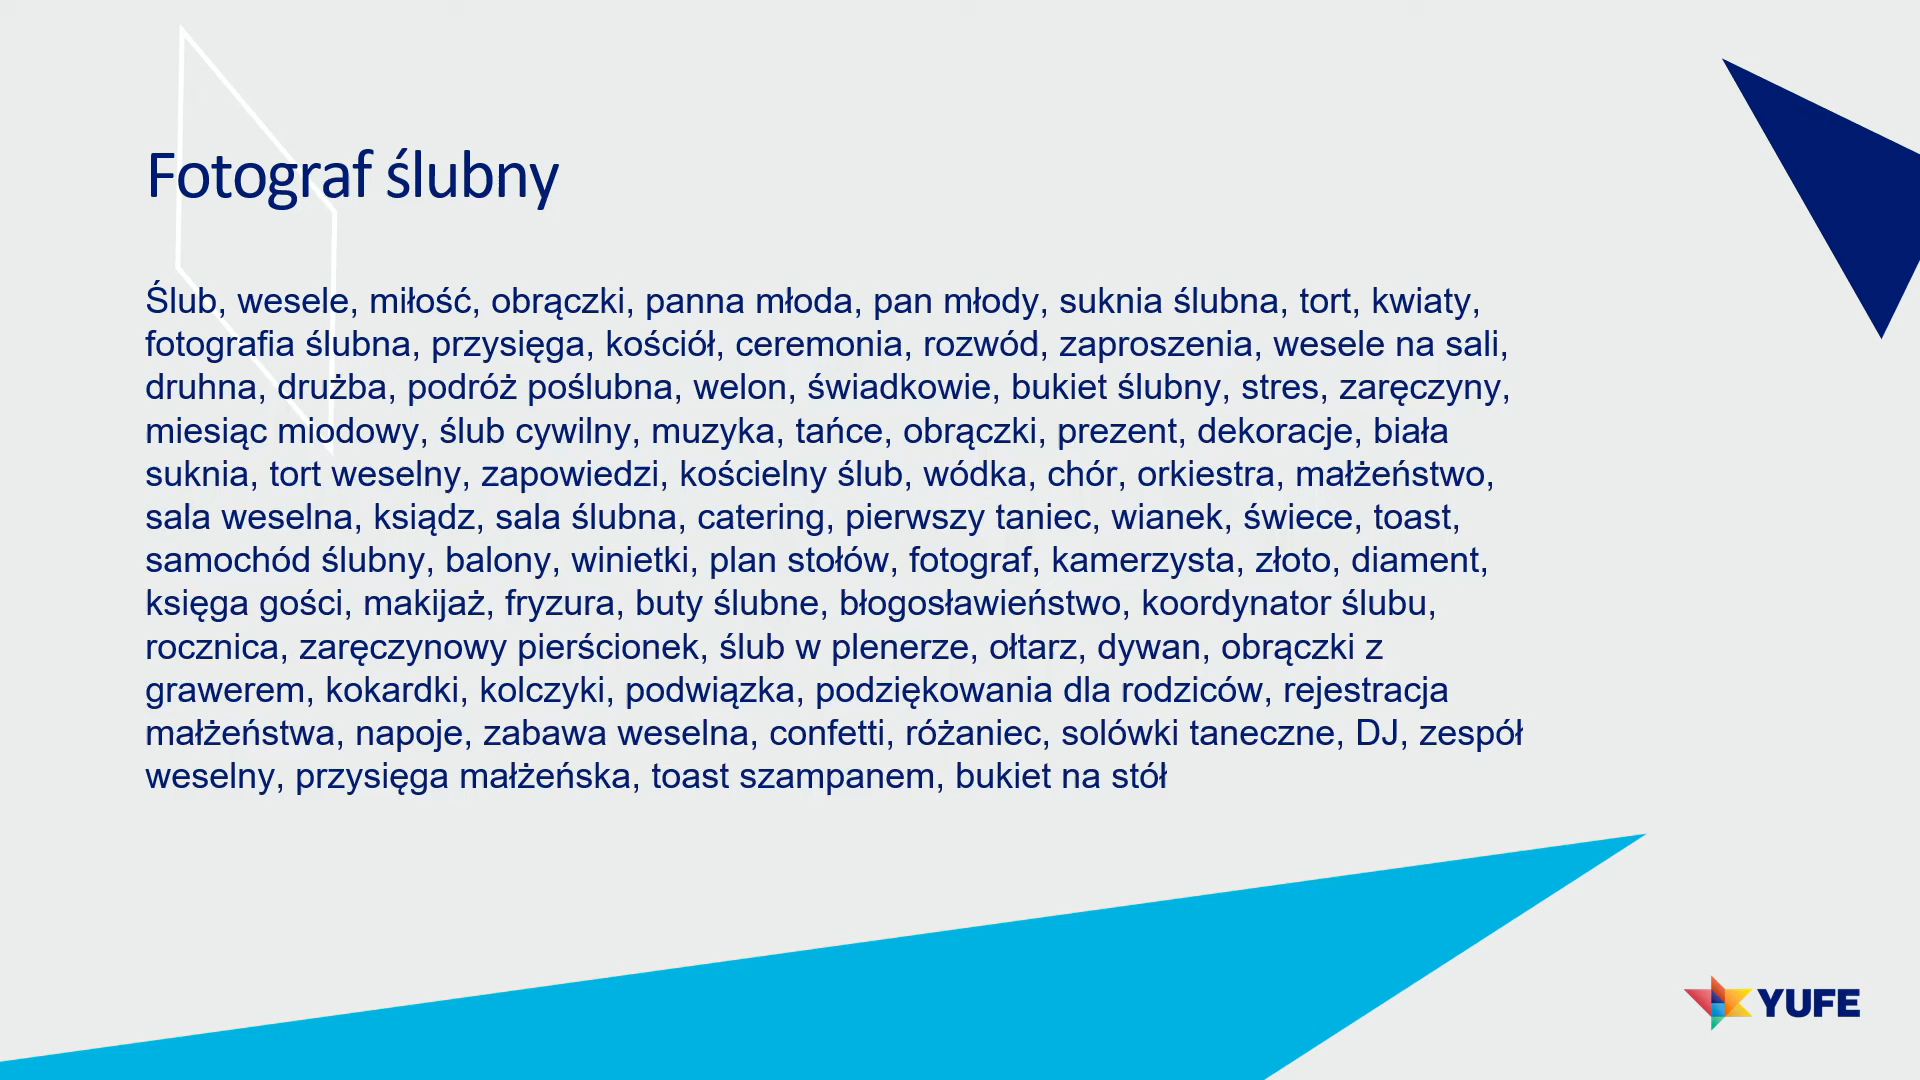 Fotograf ślubny
Ślub, wesele, miłość, obrączki, panna młoda, pan młody, suknia ślubna, tort, kwiaty,
fotografia ślubna, przysięga, kościół, ceremonia, rozwód, zaproszenia, wesele na sali,
druhna, drużba, podróż poślubna, welon, świadkowie, bukiet ślubny, stres, zaręczyny,
miesiąc miodowy, ślub cywilny, muzyka, tańce, obrączki, prezent, dekoracje, biała
suknia, tort weselny, zapowiedzi, kościelny ślub, wódka, chór, orkiestra, małżeństwo,
sala weselna, ksiądz, sala ślubna, catering, pierwszy taniec, wianek, świece, toast,
samochód ślubny, balony, winietki, plan stołów, fotograf, kamerzysta, złoto, diament,
księga gości, makijaż, fryzura, buty ślubne, błogosławieństwo, koordynator ślubu,
rocznica, zaręczynowy pierścionek, ślub w plenerze, ołtarz, dywan, obrączki z
grawerem, kokardki, kolczyki, podwiązka, podziękowania dla rodziców, rejestracja
małżeństwa, napoje, zabawa weselna, confetti, różaniec, solówki taneczne, DJ, zespół
weselny, przysięga małżeńska, toast szampanem, bukiet na stół
YUFE